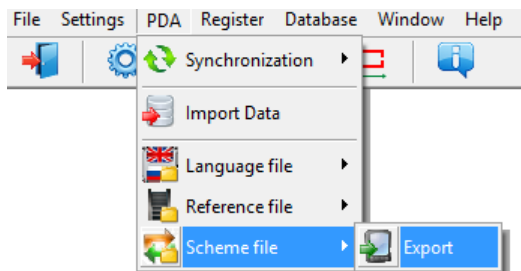 File Settings PDA Register Database Window Help
Synchronization
Import Data
Language file
Reference file
Scheme file Export